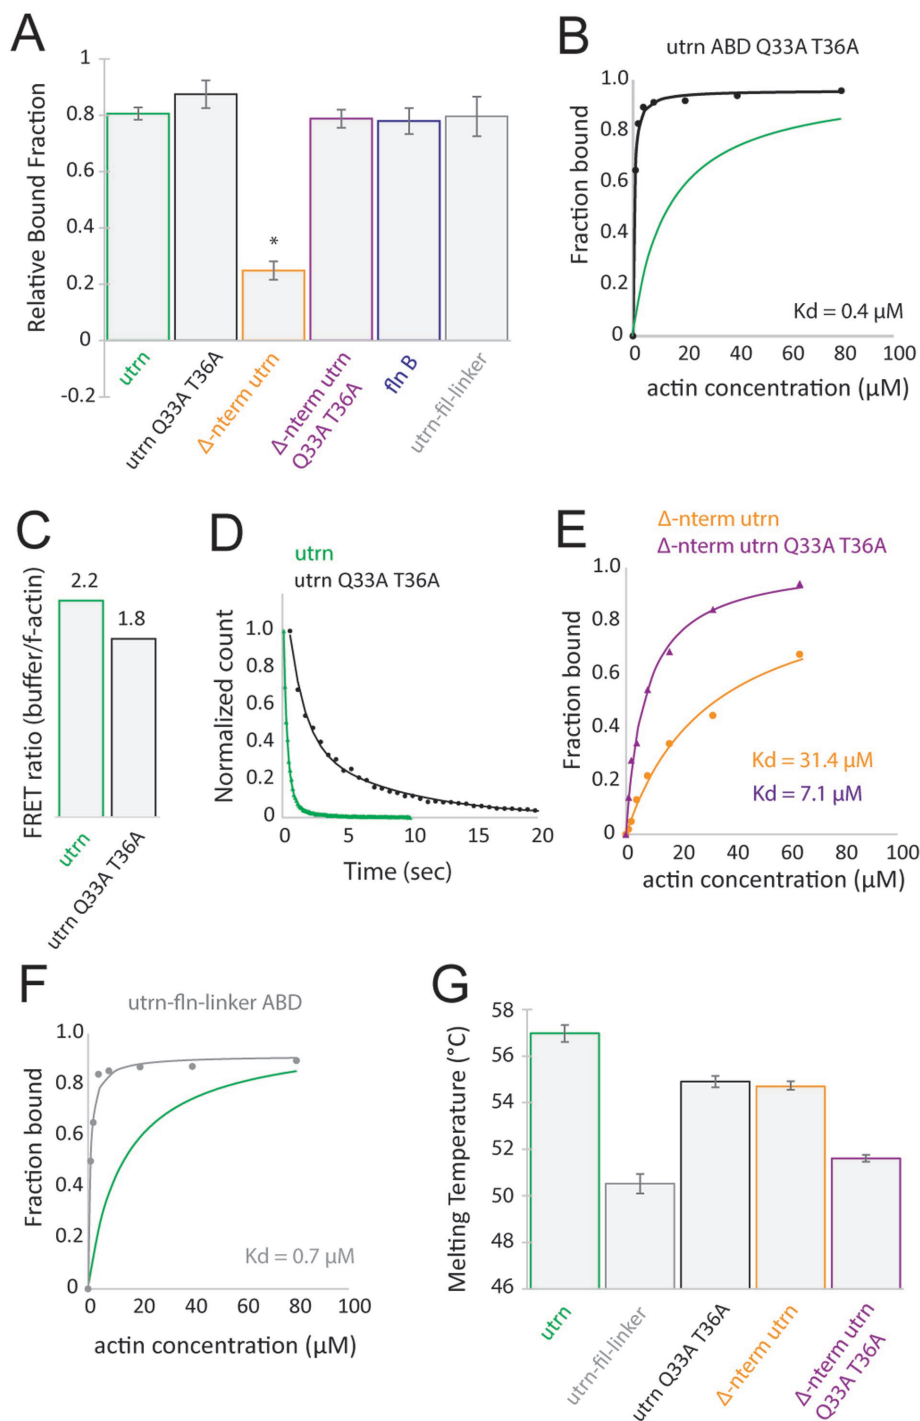 A
1
0.8
0.6
0.4
0.2
0
-0.2
Relative Bound Fraction
*
utrn
utrn Q33A T36A
Δ-nterm utrn
Δ-nterm utrn
Q33A T36A
fln B
utrn-fil-linker
B
utrn ABD Q33A T36A
1.0
0.8
0.6
0.4
0.2
0
Fraction bound
Kd = 0.4 μM
0 20 40 60 80 100
actin concentration (μM)
C
FRET ratio (buffer/f-actin)
2.2
1.8
utrn
utrn Q33A T36A
D
utrn
utrn Q33A T36A
Normalized count
1.0
0.8
0.6
0.4
0.2
0
0 5 10 15 20
Time (sec)
E
Δ-nterm utrn
Δ-nterm utrn Q33A T36A
1.0
0.8
0.6
0.4
0.2
0
Fraction bound
Kd = 31.4 μM
Kd = 7.1 μM
0 20 40 60 80 100
actin concentration (μM)
F
utrn-fln-linker ABD
1.0
0.8
0.6
0.4
0.2
0
Fraction bound
Kd = 0.7 μM
0 20 40 60 80 100
actin concentration (μM)
G
58
56
54
52
50
48
46
Melting Temperature (°C)
utrn
utrn-fil-linker
utrn Q33A T36A
Δ-nterm utrn
Δ-nterm utrn
Q33A T36A